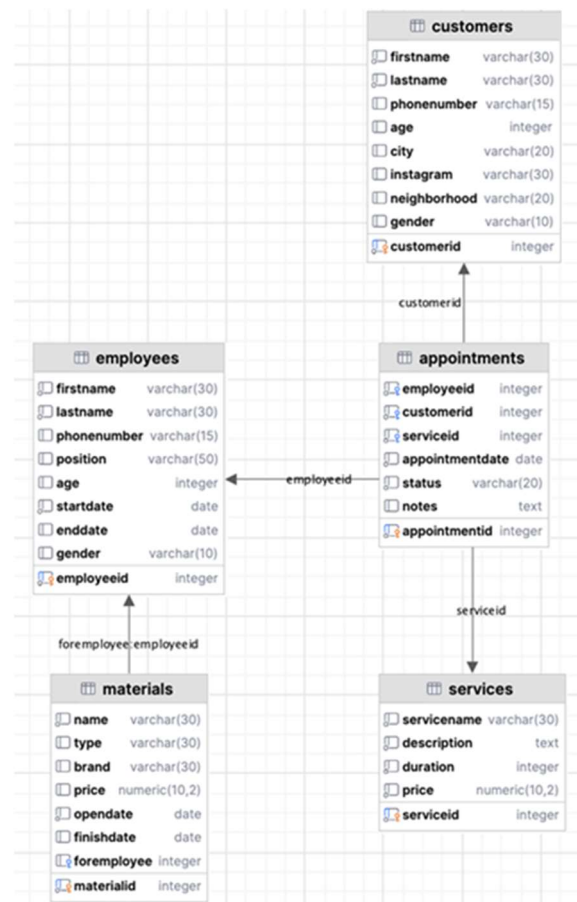 customers
firstname varchar(30)
lastname varchar(30)
phonenumber varchar(15)
age integer
city varchar(20)
instagram varchar(30)
neighborhood varchar(20)
gender varchar(10)
customerid integer
customerid
employees
firstname varchar(30)
lastname varchar(30)
phonenumber varchar(15)
position varchar(50)
age integer
startdate date
enddate date
gender varchar(10)
employeeid integer
employeeid
appointments
employeeid integer
customerid integer
serviceid integer
appointmentdate date
status varchar(20)
notes text
appointmentid integer
foremployee:employeeid
serviceid
materials
name varchar(30)
type varchar(30)
brand varchar(30)
price numeric(10,2)
opendate date
finishdate date
foremployee integer
materialid integer
services
servicename varchar(30)
description text
duration integer
price numeric(10,2)
serviceid integer